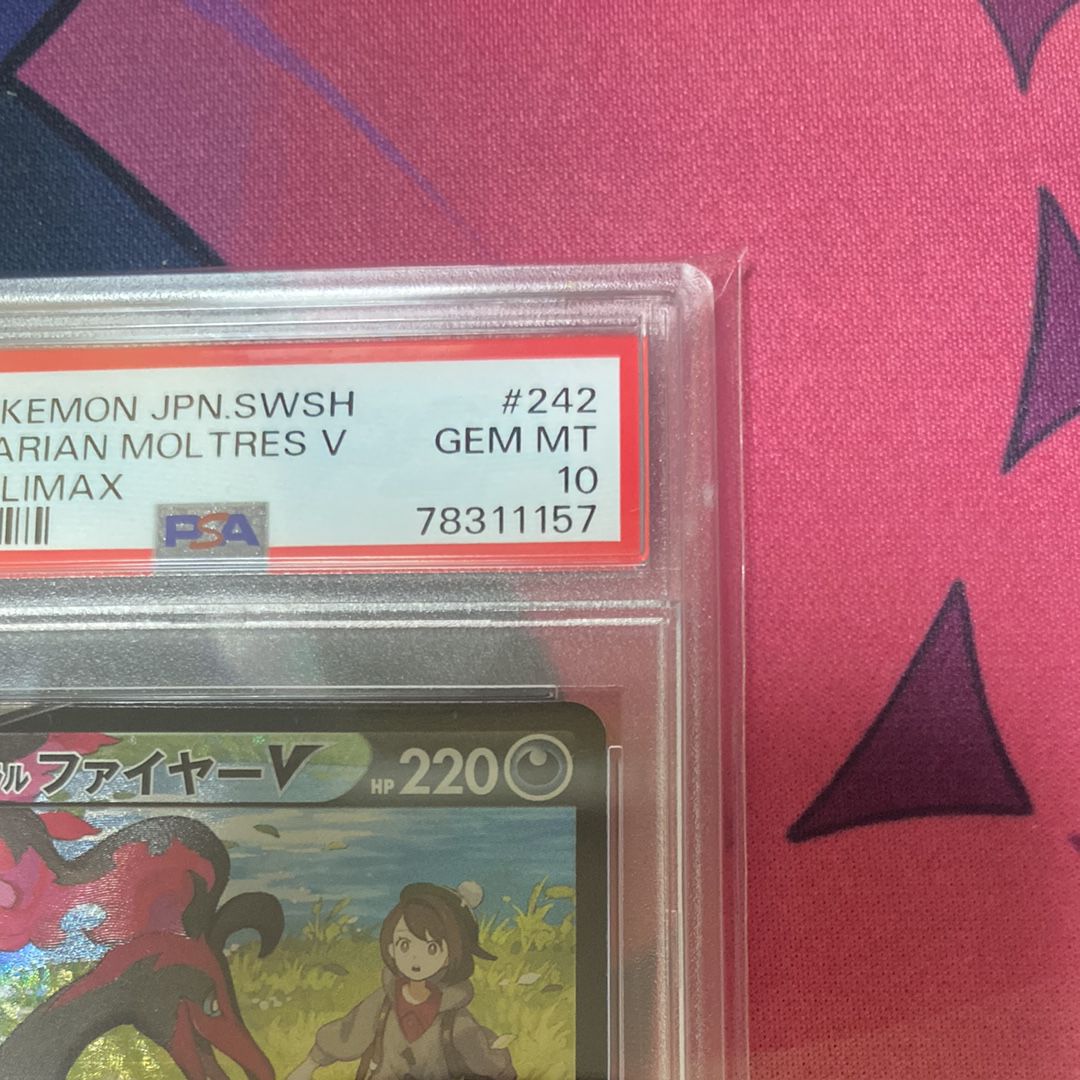 KEMON JPN.SWSH #242
ARIAN MOLTRES V GEM MT
LIMAX 10
PSA 78311157
ル ファイヤーV HP 220